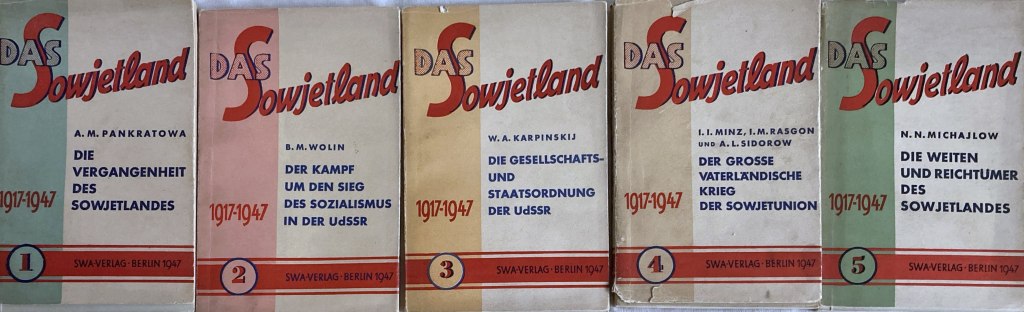 DAS
Sowjetland
A. M. PANKRATOWA
DIE
VERGANGENHEIT
DES
SOWJETLANDES
1917-1947
1
SWA-VERLAG · BERLIN 1947
DAS
Sowjetland
B. M. WOLIN
DER KAMPF
UM DEN SIEG
DES SOZIALISMUS
IN DER UdSSR
1917-1947
2
SWA-VERLAG · BERLIN 1947
DAS
Sowjetland
W. A. KARPINSKIJ
DIE GESELLSCHAFTS-
UND
STAATSORDNUNG
DER UdSSR
1917-1947
3
SWA-VERLAG · BERLIN 1947
DAS
Sowjetland
I. I. MINZ, I. M. RASGON
UND A. L. SIDOROW
DER GROSSE
VATERLÄNDISCHE
KRIEG
DER SOWJETUNION
1917-1947
4
SWA-VERLAG · BERLIN 1947
DAS
Sowjetland
N. N. MICHAJLOW
DIE WEITEN
UND REICHTÜMER
DES
SOWJETLANDES
1917-1947
5
SWA-VERLAG · BERLIN 1947